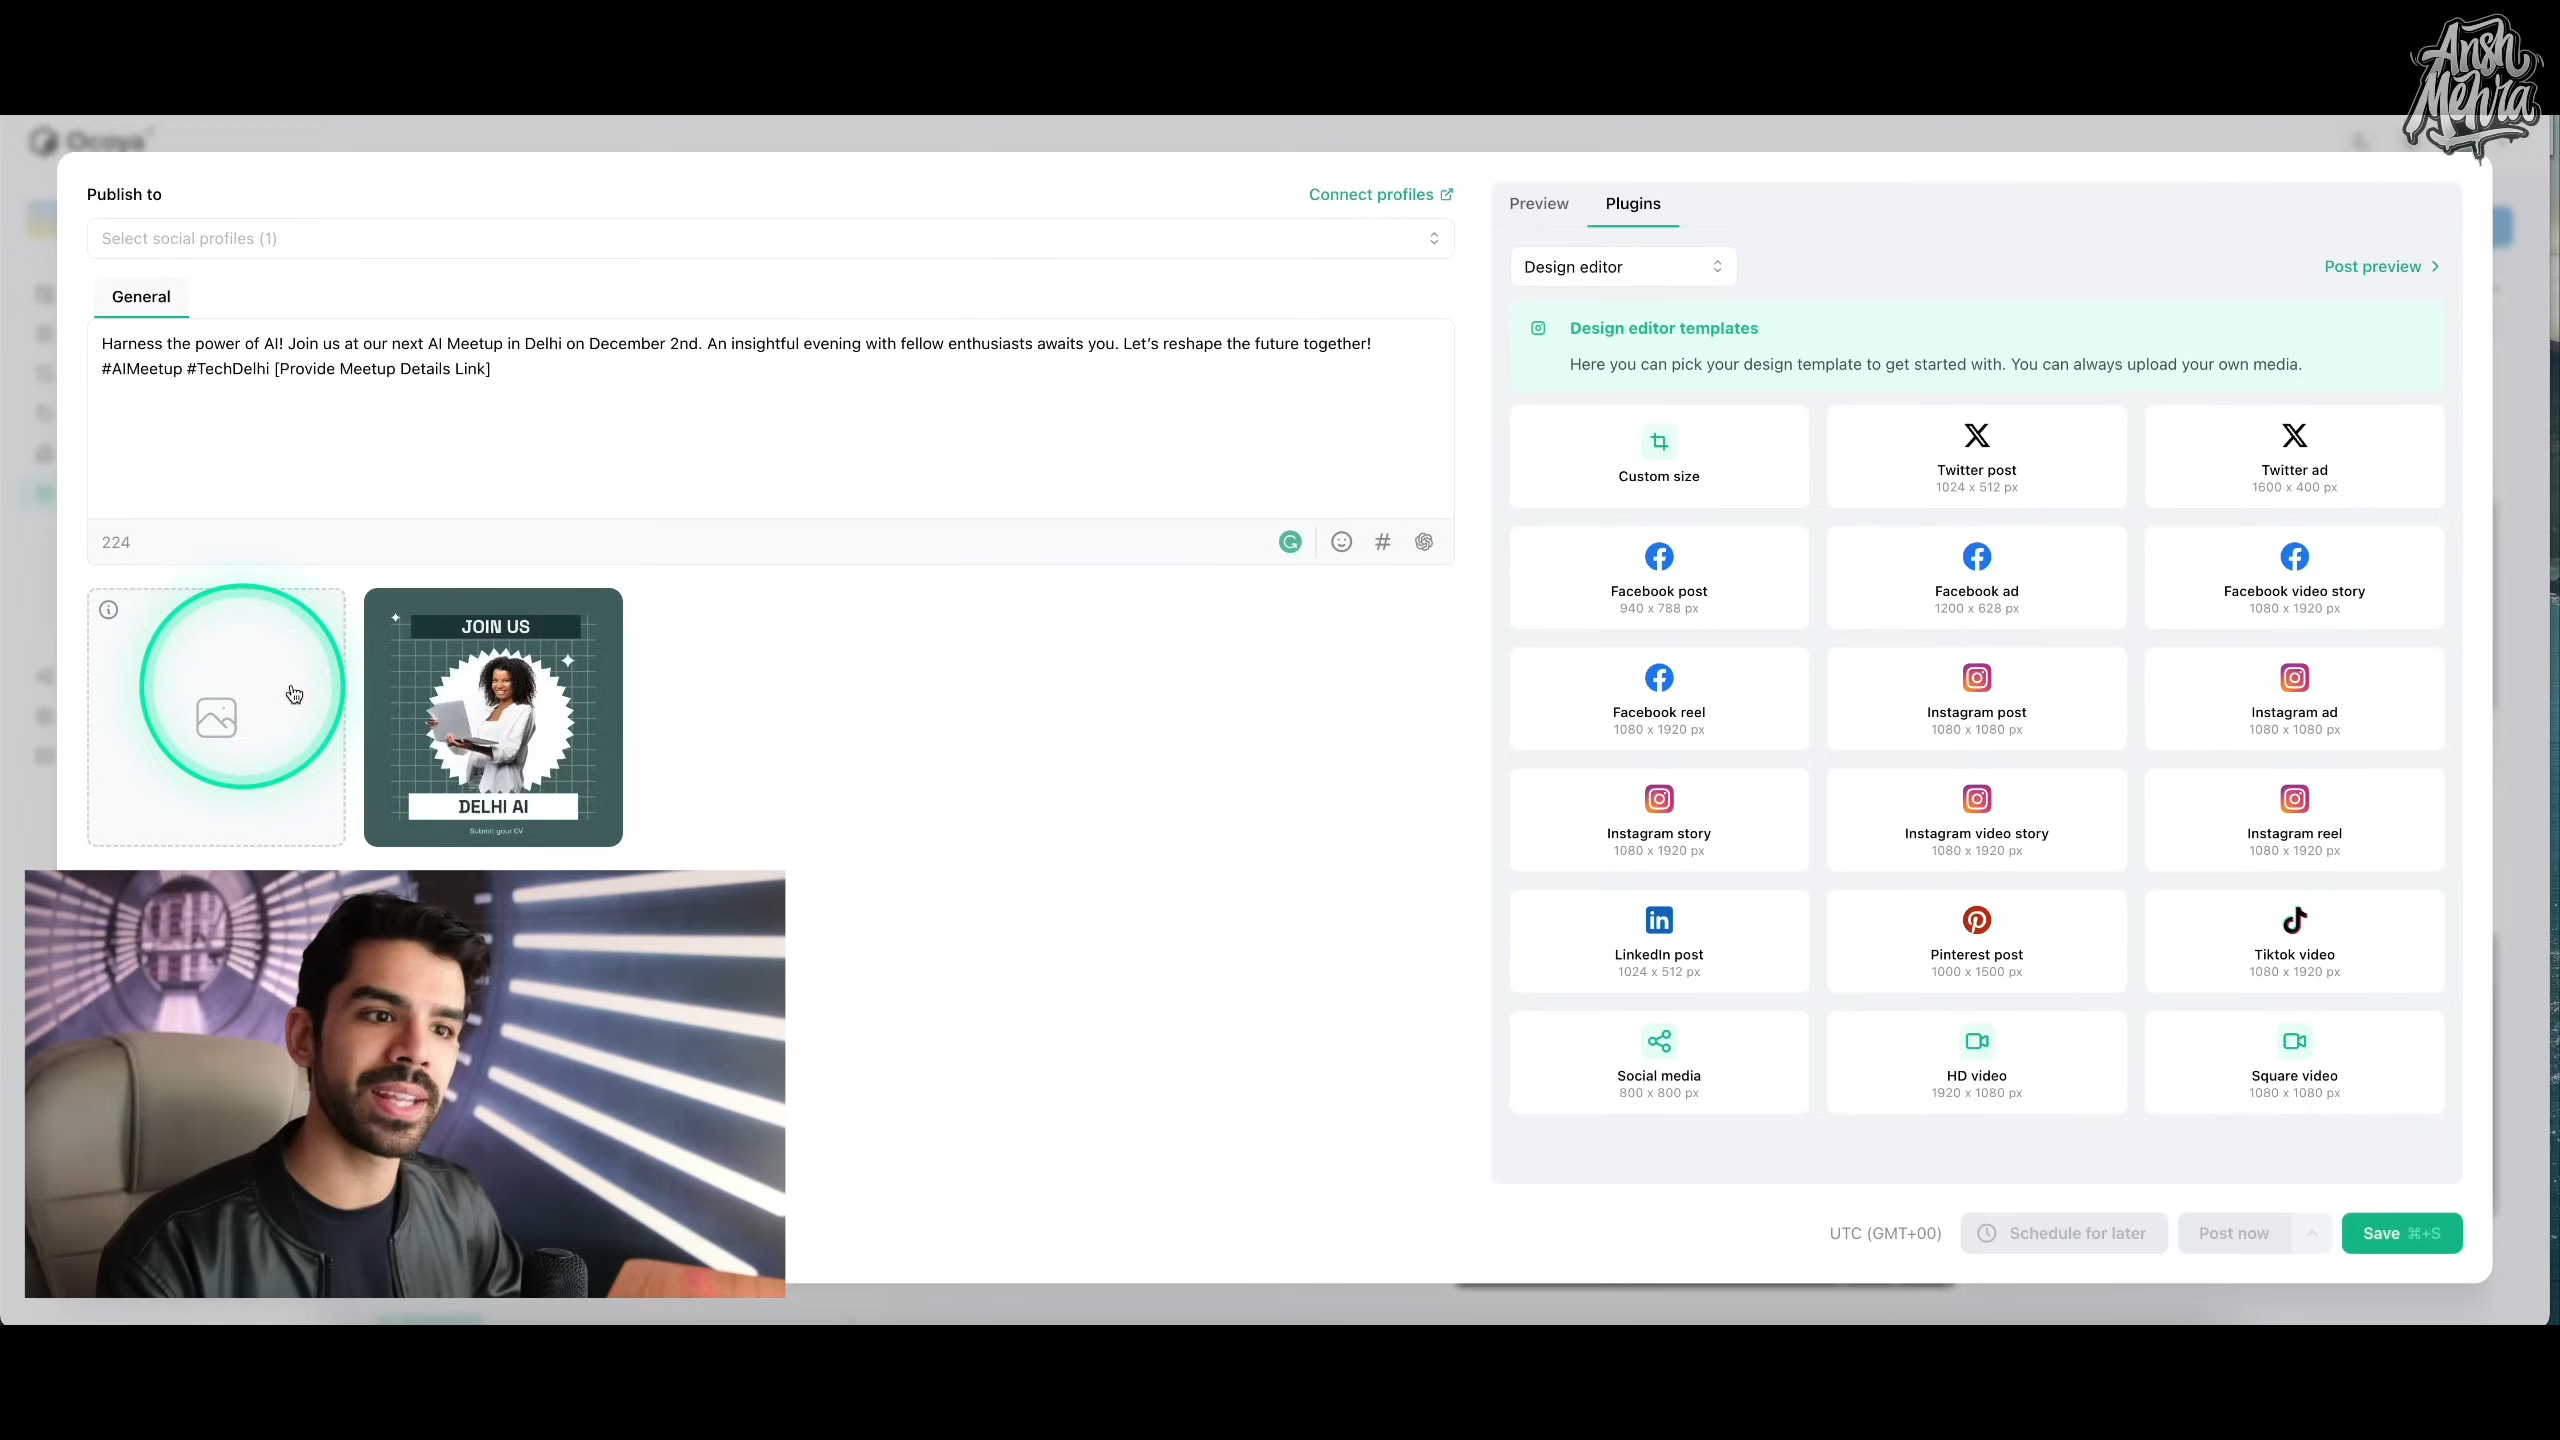 Ansh
Mehra
Ocoya
Publish to
Connect profiles
Select social profiles (1)
General
Harness the power of AI! Join us at our next AI Meetup in Delhi on December 2nd. An insightful evening with fellow enthusiasts awaits you. Let’s reshape the future together!
#AIMeetup #TechDelhi [Provide Meetup Details Link]
224
JOIN US
DELHI AI
Submit your CV
Preview Plugins
Design editor
Post preview
Design editor templates
Here you can pick your design template to get started with. You can always upload your own media.
Custom size
Twitter post
1024 x 512 px
Twitter ad
1600 x 400 px
Facebook post
940 x 788 px
Facebook ad
1200 x 628 px
Facebook video story
1080 x 1920 px
Facebook reel
1080 x 1920 px
Instagram post
1080 x 1080 px
Instagram ad
1080 x 1080 px
Instagram story
1080 x 1920 px
Instagram video story
1080 x 1920 px
Instagram reel
1080 x 1920 px
LinkedIn post
1024 x 512 px
Pinterest post
1000 x 1500 px
Tiktok video
1080 x 1920 px
Social media
800 x 800 px
HD video
1920 x 1080 px
Square video
1080 x 1080 px
UTC (GMT+00)
Schedule for later
Post now
Save ⌘+S